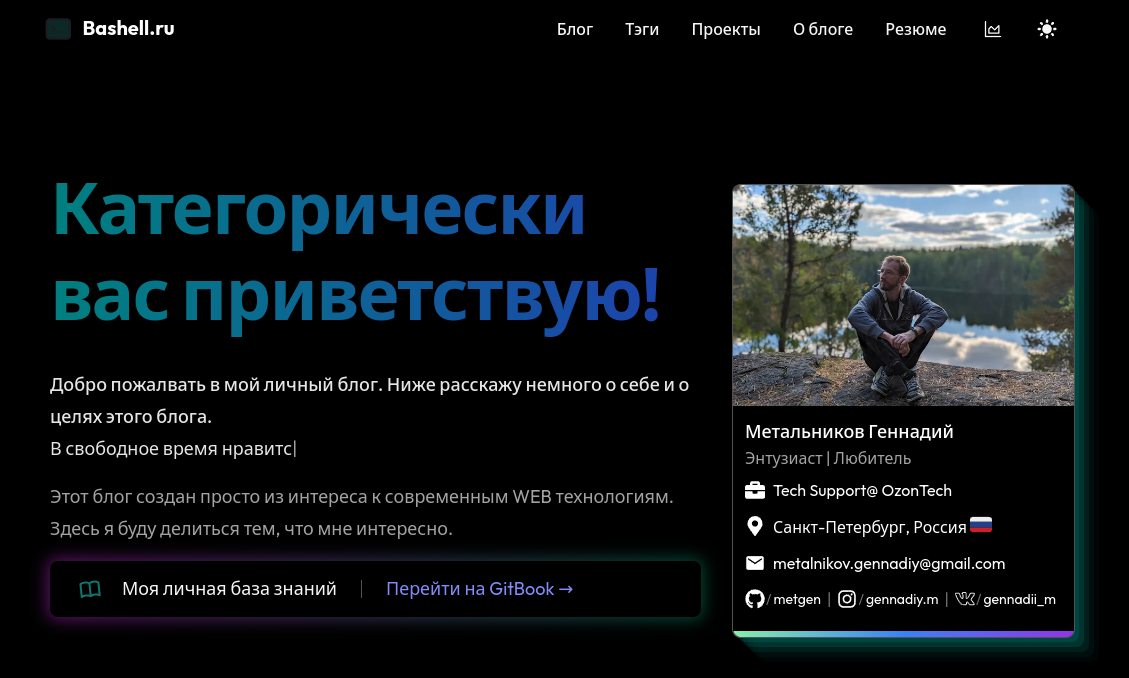 Bashell.ru
Блог Тэги Проекты О блоге Резюме
Категорически
вас приветствую!
Добро пожалвать в мой личный блог. Ниже расскажу немного о себе и о
целях этого блога.
В свободное время нравитс|
Этот блог создан просто из интереса к современным WEB технологиям.
Здесь я буду делиться тем, что мне интересно.
Моя личная база знаний | Перейти на GitBook →
Метальников Геннадий
Энтузиаст | Любитель
Tech Support@ OzonTech
Санкт-Петербург, Россия
metalnikov.gennadiy@gmail.com
/ metgen | / gennadiy.m | / gennadii_m